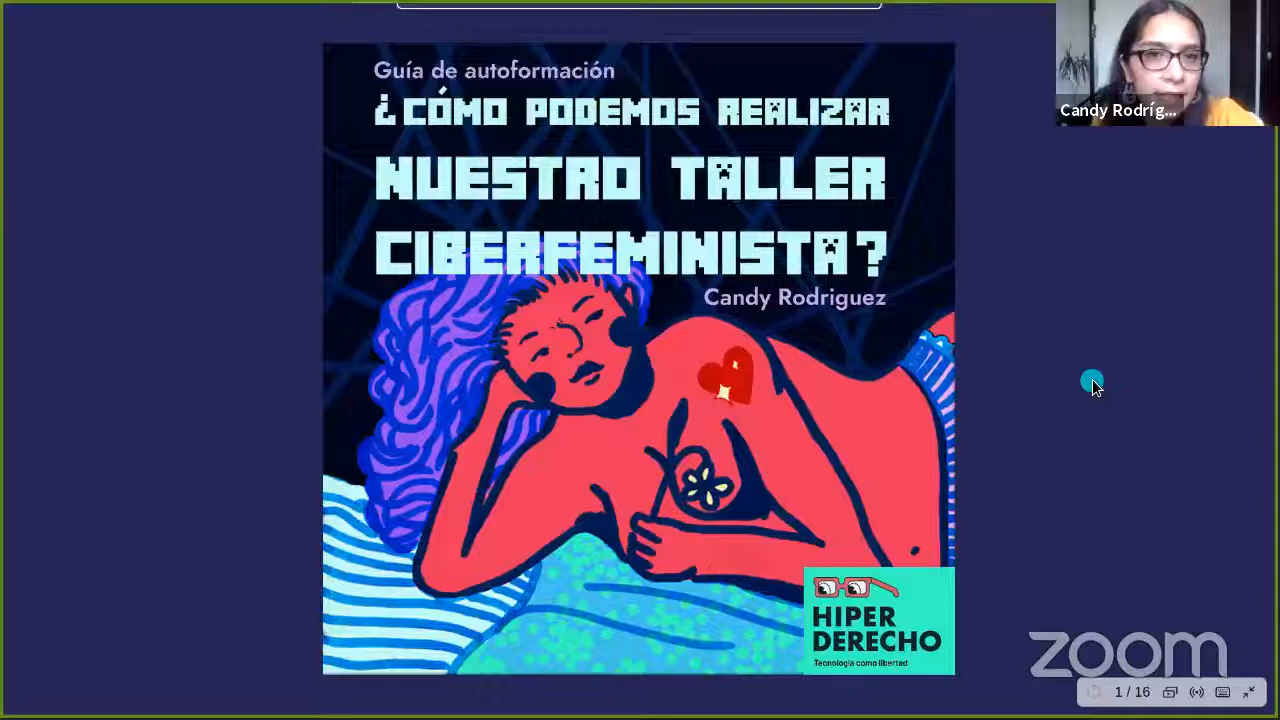 Guía de autoformación
¿CÓMO PODEMOS REALIZAR
NUESTRO TALLER
CIBERFEMINISTA?
Candy Rodriguez
Candy Rodríg...
HIPER
DERECHO
Tecnología como libertad
zoom
1 / 16